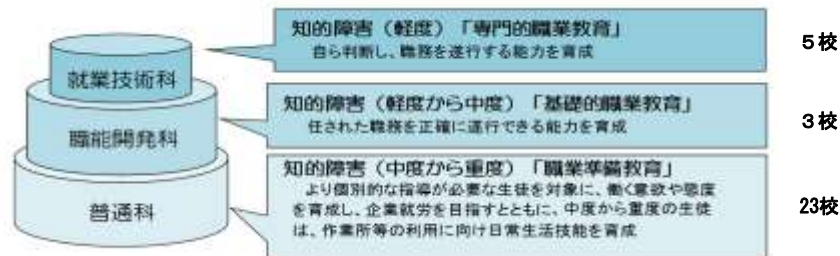 就業技術科
知的障害（軽度）「専門的職業教育」
自ら判断し、職務を遂行する能力を育成
5校
職能開発科
知的障害（軽度から中度）「基礎的職業教育」
任された職務を正確に遂行できる能力を育成
3校
普通科
知的障害（中度から重度）「職業準備教育」
より個別的な指導が必要な生徒を対象に、働く意欲や態度
を育成し、企業就労を目指すとともに、中度から重度の生徒
は、作業所等の利用に向け日常生活技能を育成
23校